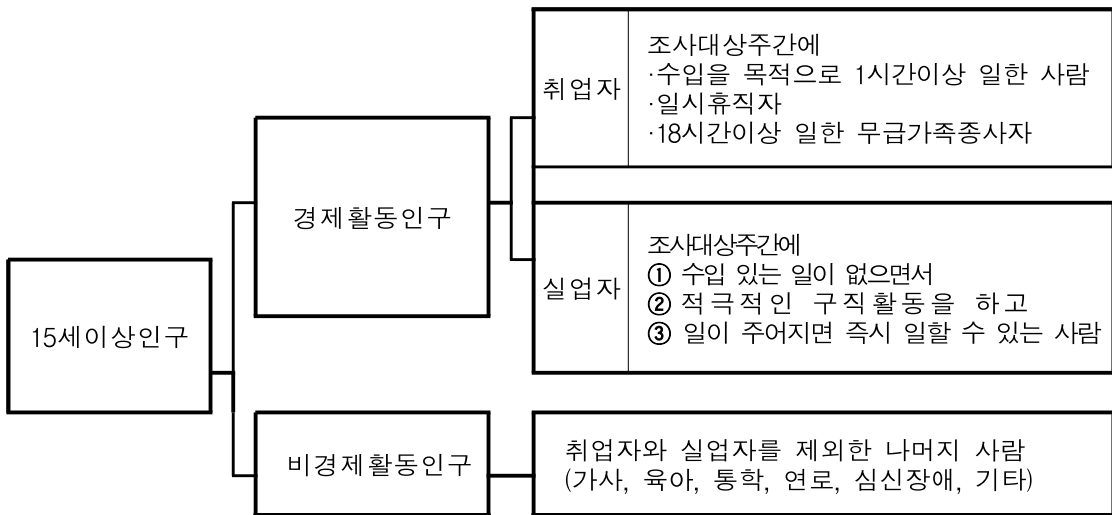 15세이상인구
경제활동인구
취업자
조사대상주간에
·수입을 목적으로 1시간이상 일한 사람
·일시휴직자
·18시간이상 일한 무급가족종사자
실업자
조사대상주간에
① 수입 있는 일이 없으면서
② 적극적인 구직활동을 하고
③ 일이 주어지면 즉시 일할 수 있는 사람
비경제활동인구
취업자와 실업자를 제외한 나머지 사람
(가사, 육아, 통학, 연로, 심신장애, 기타)